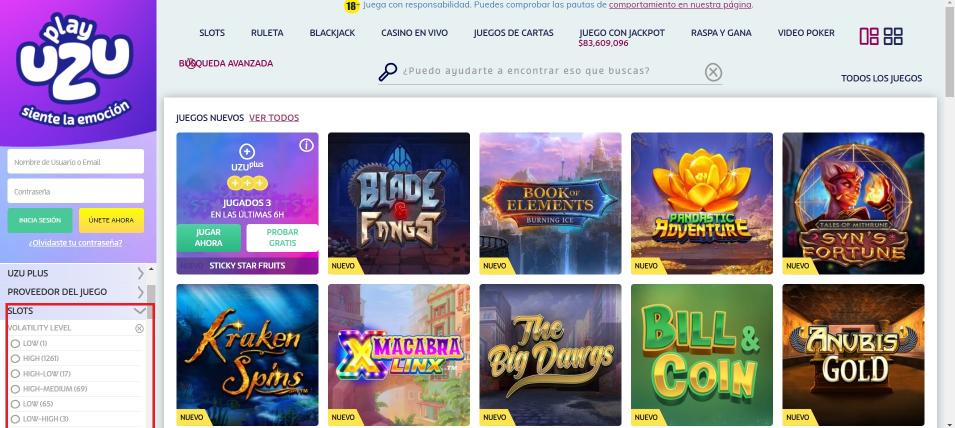 18+ Juega con responsabilidad. Puedes comprobar las pautas de comportamiento en nuestra página.
play
UZU
siente la emoción
SLOTS RULETA BLACKJACK CASINO EN VIVO JUEGOS DE CARTAS JUEGO CON JACKPOT RASPA Y GANA VIDEO POKER
$83,609,096
BÚSQUEDA AVANZADA
¿Puedo ayudarte a encontrar eso que buscas?
TODOS LOS JUEGOS
Nombre de Usuario o Email
Contraseña
INICIA SESIÓN ÚNETE AHORA
¿Olvidaste tu contraseña?
UZU PLUS
PROVEEDOR DEL JUEGO
SLOTS
VOLATILITY LEVEL
LOW (1)
HIGH (1261)
HIGH-LOW (17)
HIGH-MEDIUM (69)
LOW (65)
LOW-HIGH (3)
JUEGOS NUEVOS VER TODOS
UZUplus
JUGADOS 3
EN LAS ÚLTIMAS 6H
JUGAR AHORA
PROBAR GRATIS
STICKY STAR FRUITS
BLADE & FANGS
NUEVO
BOOK OF ELEMENTS
BURNING ICE
NUEVO
PANDASTIC ADVENTURE
NUEVO
TALES OF MITHRUNE
SYN'S FORTUNE
NUEVO
Kraken Spins
NUEVO
MACABRA LINX™
NUEVO
The Big Dawgs
NUEVO
BILL & COIN
NUEVO
ANUBIS GOLD
NUEVO